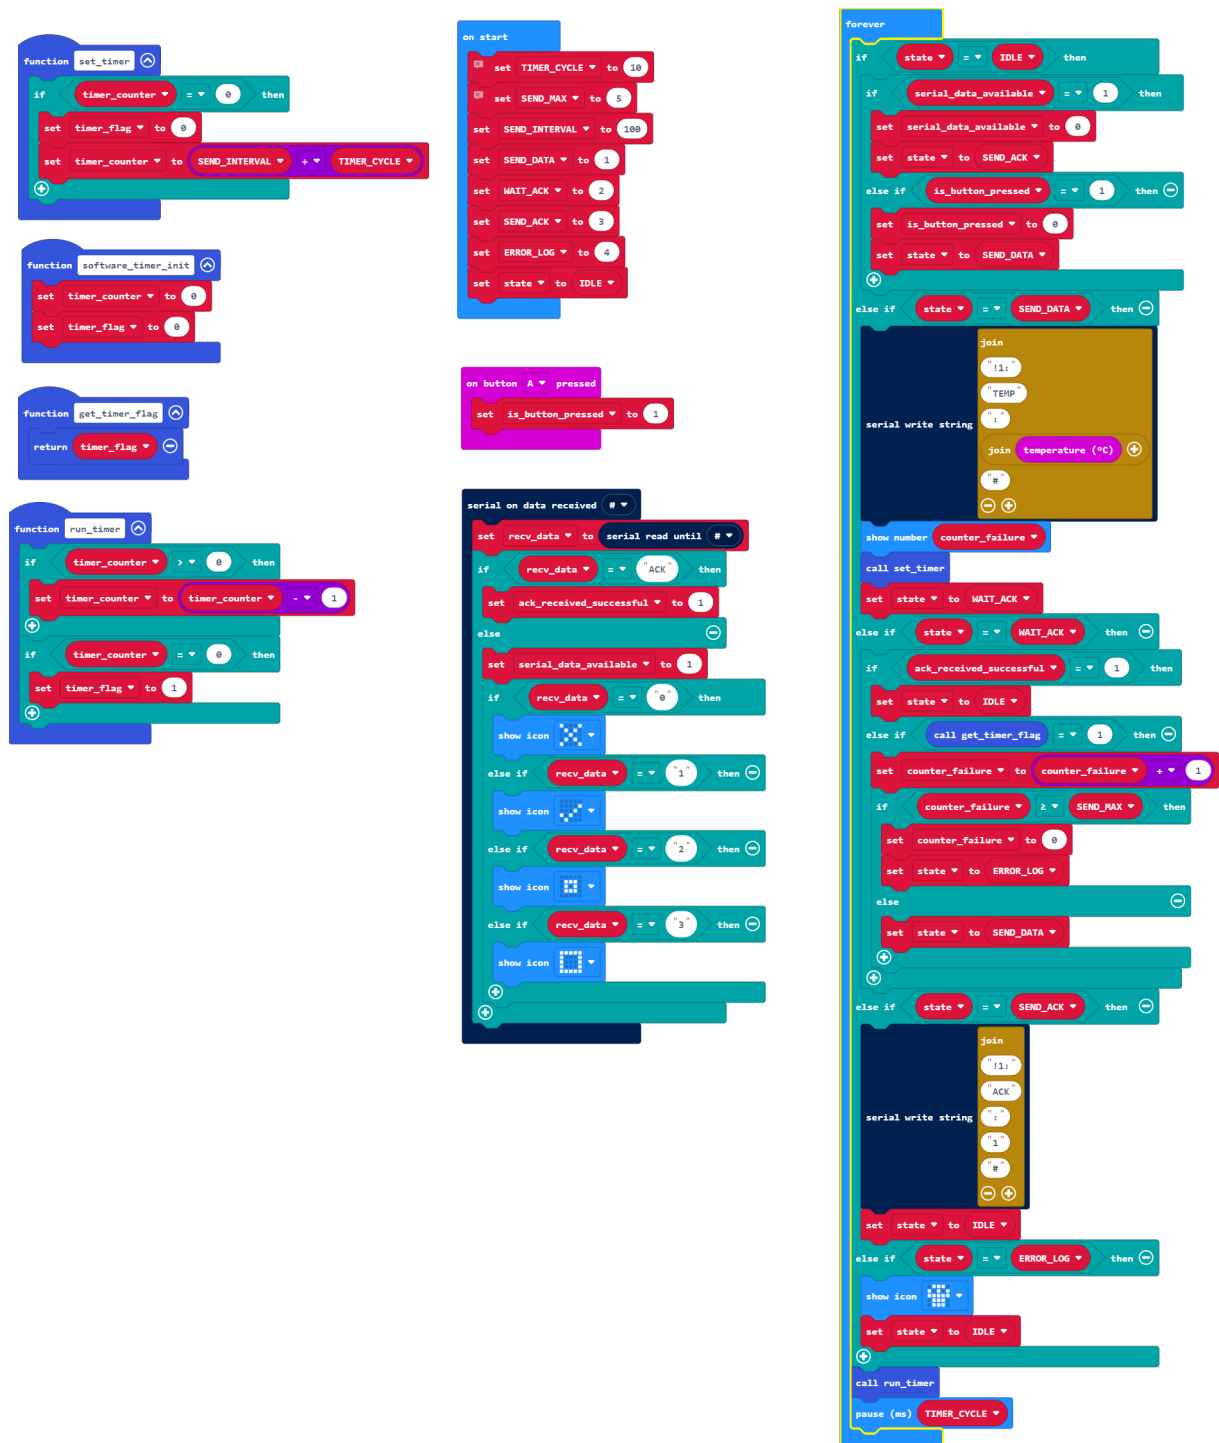 function set_timer
if timer_counter = 0 then
set timer_flag to 0
set timer_counter to SEND_INTERVAL ÷ TIMER_CYCLE
function software_timer_init
set timer_counter to 0
set timer_flag to 0
function get_timer_flag
return timer_flag
function run_timer
if timer_counter > 0 then
set timer_counter to timer_counter - 1
if timer_counter = 0 then
set timer_flag to 1
on start
set TIMER_CYCLE to 10
set SEND_MAX to 5
set SEND_INTERVAL to 100
set SEND_DATA to 1
set WAIT_ACK to 2
set SEND_ACK to 3
set ERROR_LOG to 4
set state to IDLE
on button A pressed
set is_button_pressed to 1
serial on data received #
set recv_data to serial read until #
if recv_data = "ACK" then
set ack_received_successful to 1
else
set serial_data_available to 1
if recv_data = "0" then
show icon
else if recv_data = "1" then
show icon
else if recv_data = "2" then
show icon
else if recv_data = "3" then
show icon
forever
if state = IDLE then
if serial_data_available = 1 then
set serial_data_available to 0
set state to SEND_ACK
else if is_button_pressed = 1 then
set is_button_pressed to 0
set state to SEND_DATA
else if state = SEND_DATA then
serial write string join
"!1:"
"TEMP"
":"
join temperature (°C)
"#"
show number counter_failure
call set_timer
set state to WAIT_ACK
else if state = WAIT_ACK then
if ack_received_successful = 1 then
set state to IDLE
else if call get_timer_flag = 1 then
set counter_failure to counter_failure + 1
if counter_failure ≥ SEND_MAX then
set counter_failure to 0
set state to ERROR_LOG
else
set state to SEND_DATA
else if state = SEND_ACK then
serial write string join
"!1:"
"ACK"
":"
"1"
"#"
set state to IDLE
else if state = ERROR_LOG then
show icon
set state to IDLE
call run_timer
pause (ms) TIMER_CYCLE